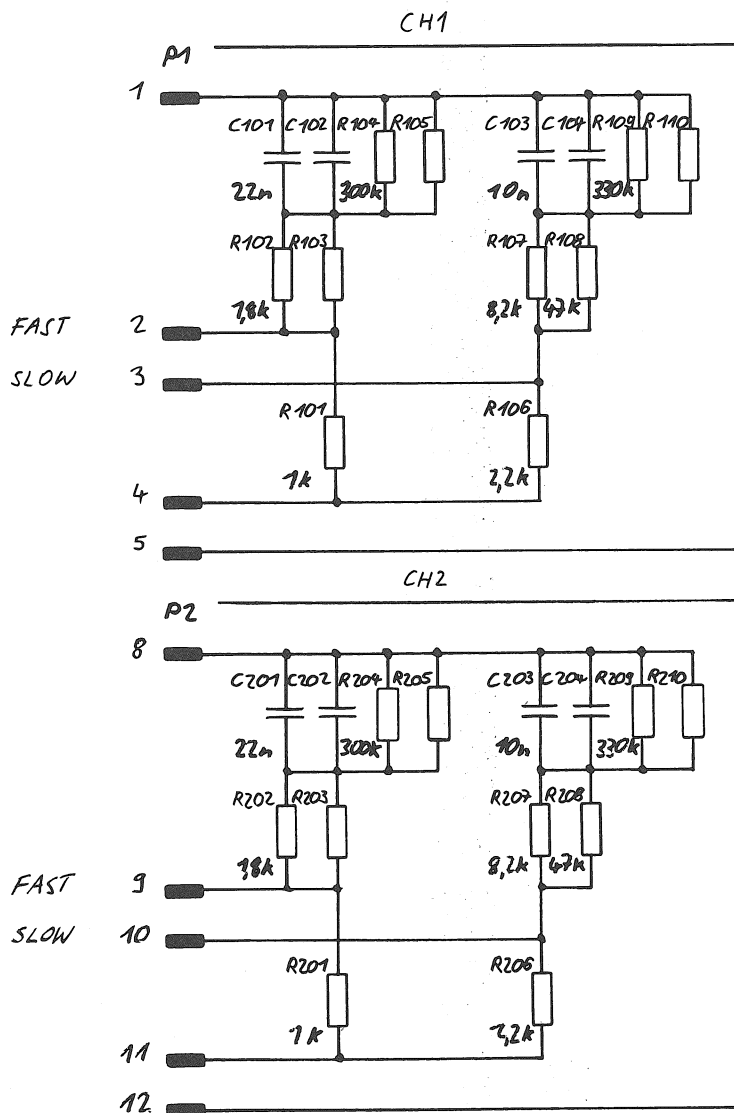 CH1
P1
1
C101 C102 R104 R105 C103 C104 R109 R110
22n 300k 10n 330k
R102 R103 R107 R108
1,8k 8,2k 47k
FAST 2
SLOW 3
R101 R106
1k 2,2k
4
5
CH2
P2
8
C201 C202 R204 R205 C203 C204 R209 R210
22n 300k 10n 330k
R202 R203 R207 R208
1,8k 8,2k 47k
FAST 9
SLOW 10
R201 R206
1k 2,2k
11
12